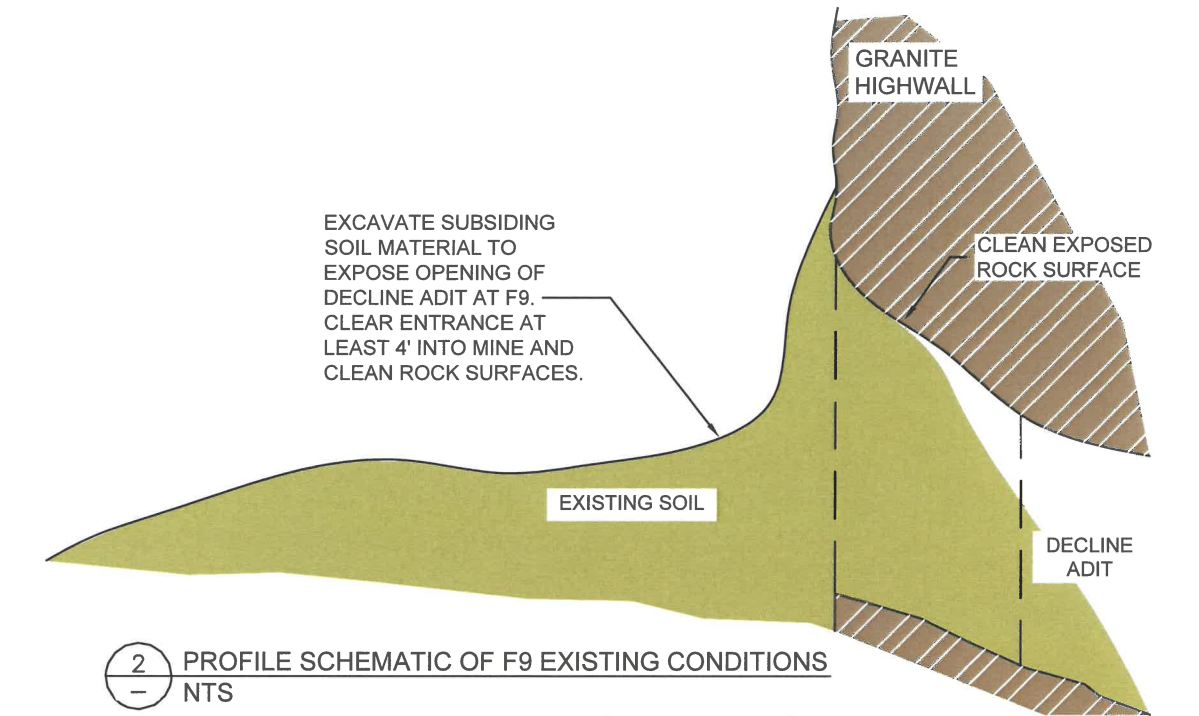 GRANITE
HIGHWALL
EXCAVATE SUBSIDING
SOIL MATERIAL TO
EXPOSE OPENING OF
DECLINE ADIT AT F9.
CLEAR ENTRANCE AT
LEAST 4' INTO MINE AND
CLEAN ROCK SURFACES.
CLEAN EXPOSED
ROCK SURFACE
EXISTING SOIL
DECLINE
ADIT
2
–
PROFILE SCHEMATIC OF F9 EXISTING CONDITIONS
NTS